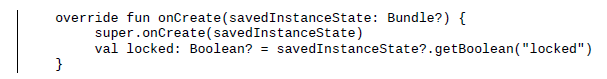 override fun onCreate(savedInstanceState: Bundle?) {
super.onCreate(savedInstanceState)
val locked: Boolean? = savedInstanceState?.getBoolean("locked")
}